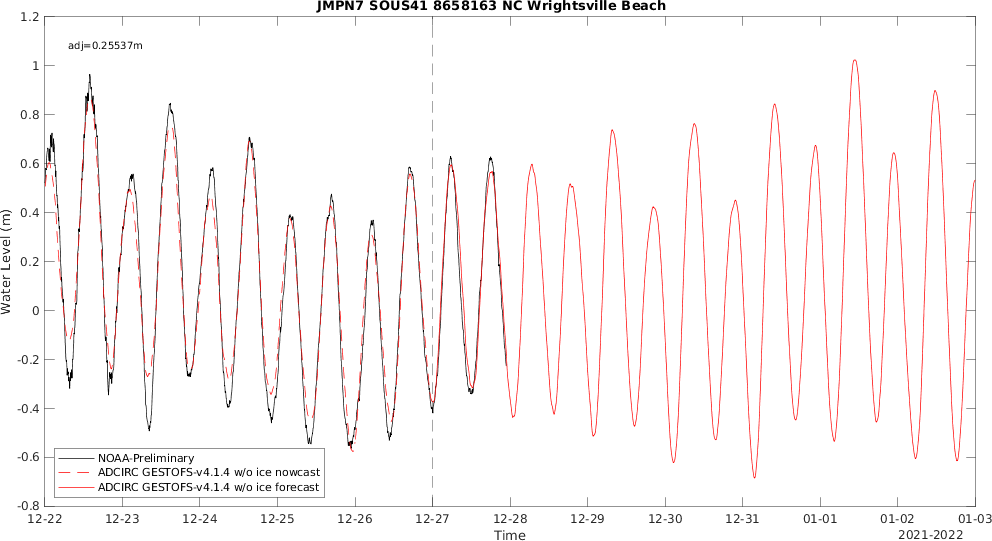 JMPN7 SOUS41 8658163 NC Wrightsville Beach
adj=0.25537m
1.2
1
0.8
0.6
0.4
0.2
0
-0.2
-0.4
-0.6
-0.8
Water Level (m)
NOAA-Preliminary
ADCIRC GESTOFS-v4.1.4 w/o ice nowcast
ADCIRC GESTOFS-v4.1.4 w/o ice forecast
12-22 12-23 12-24 12-25 12-26 12-27 12-28 12-29 12-30 12-31 01-01 01-02 01-03
Time
2021-2022